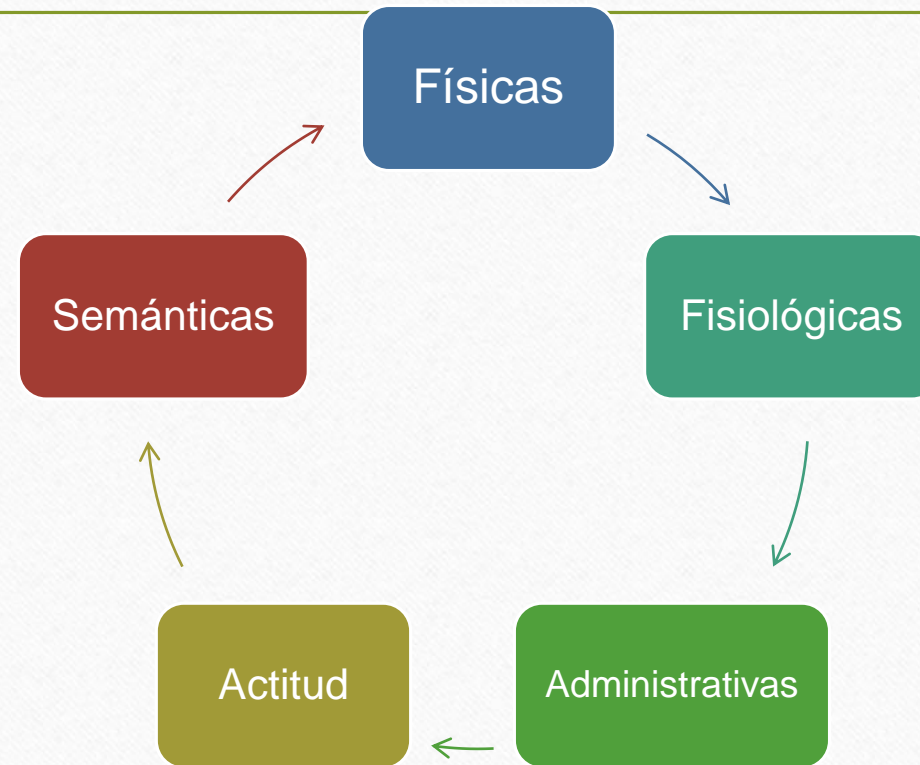 Físicas
Semánticas
Fisiológicas
Actitud
Administrativas